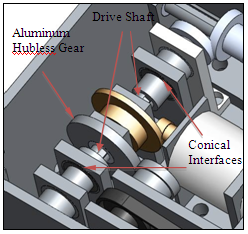 Drive Shaft
Aluminum
Hubless Gear
Conical
Interfaces